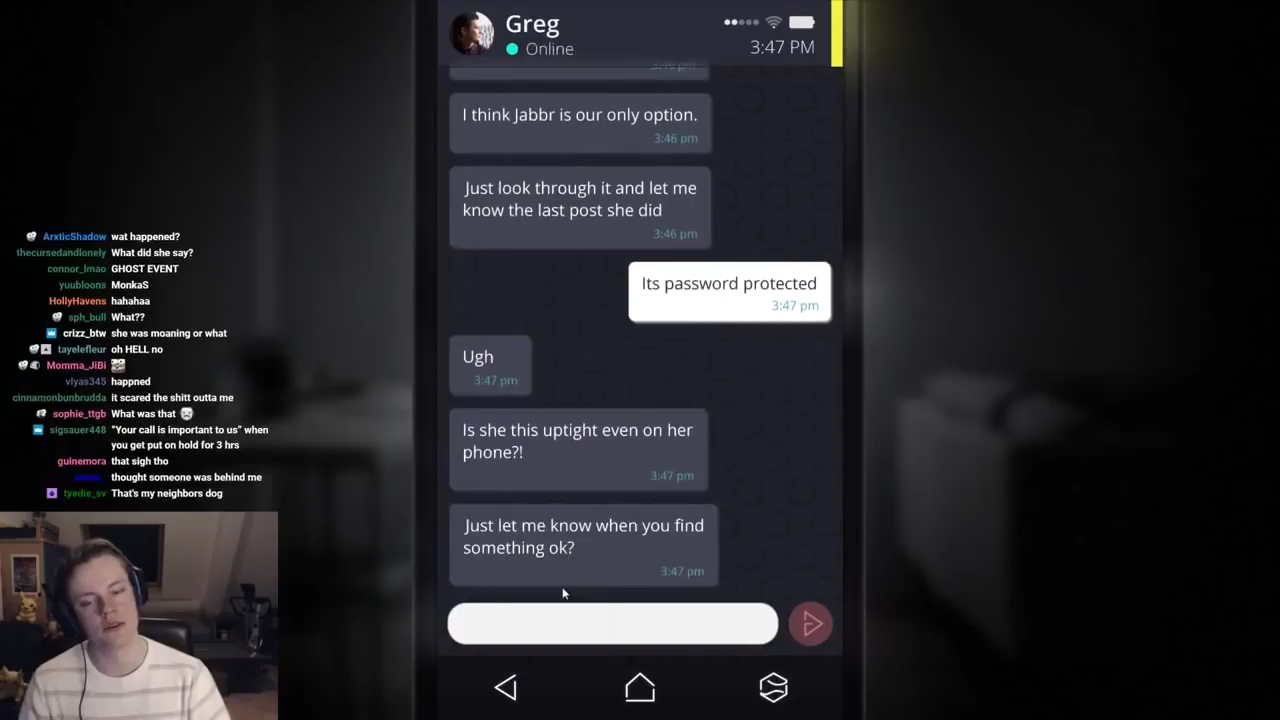 Greg
Online
3:47 PM
3:46 pm
I think Jabbr is our only option.
3:46 pm
Just look through it and let me
know the last post she did
3:46 pm
Its password protected
3:47 pm
Ugh
3:47 pm
Is she this uptight even on her
phone?!
3:47 pm
Just let me know when you find
something ok?
3:47 pm
ArxticShadow wat happened?
thecursedandlonely What did she say?
connor_lmao GHOST EVENT
yuubloons MonkaS
HollyHavens hahahaa
sph_bull What??
crizz_btw she was moaning or what
tayelefleur oh HELL no
Momma_JiBi
vlyas345 happned
cinnamonbunbrudda it scared the shitt outta me
sophie_ttgb What was that
sigsauer448 "Your call is important to us" when
you get put on hold for 3 hrs
guinemora that sigh tho
thought someone was behind me
tyedie_sv That's my neighbors dog